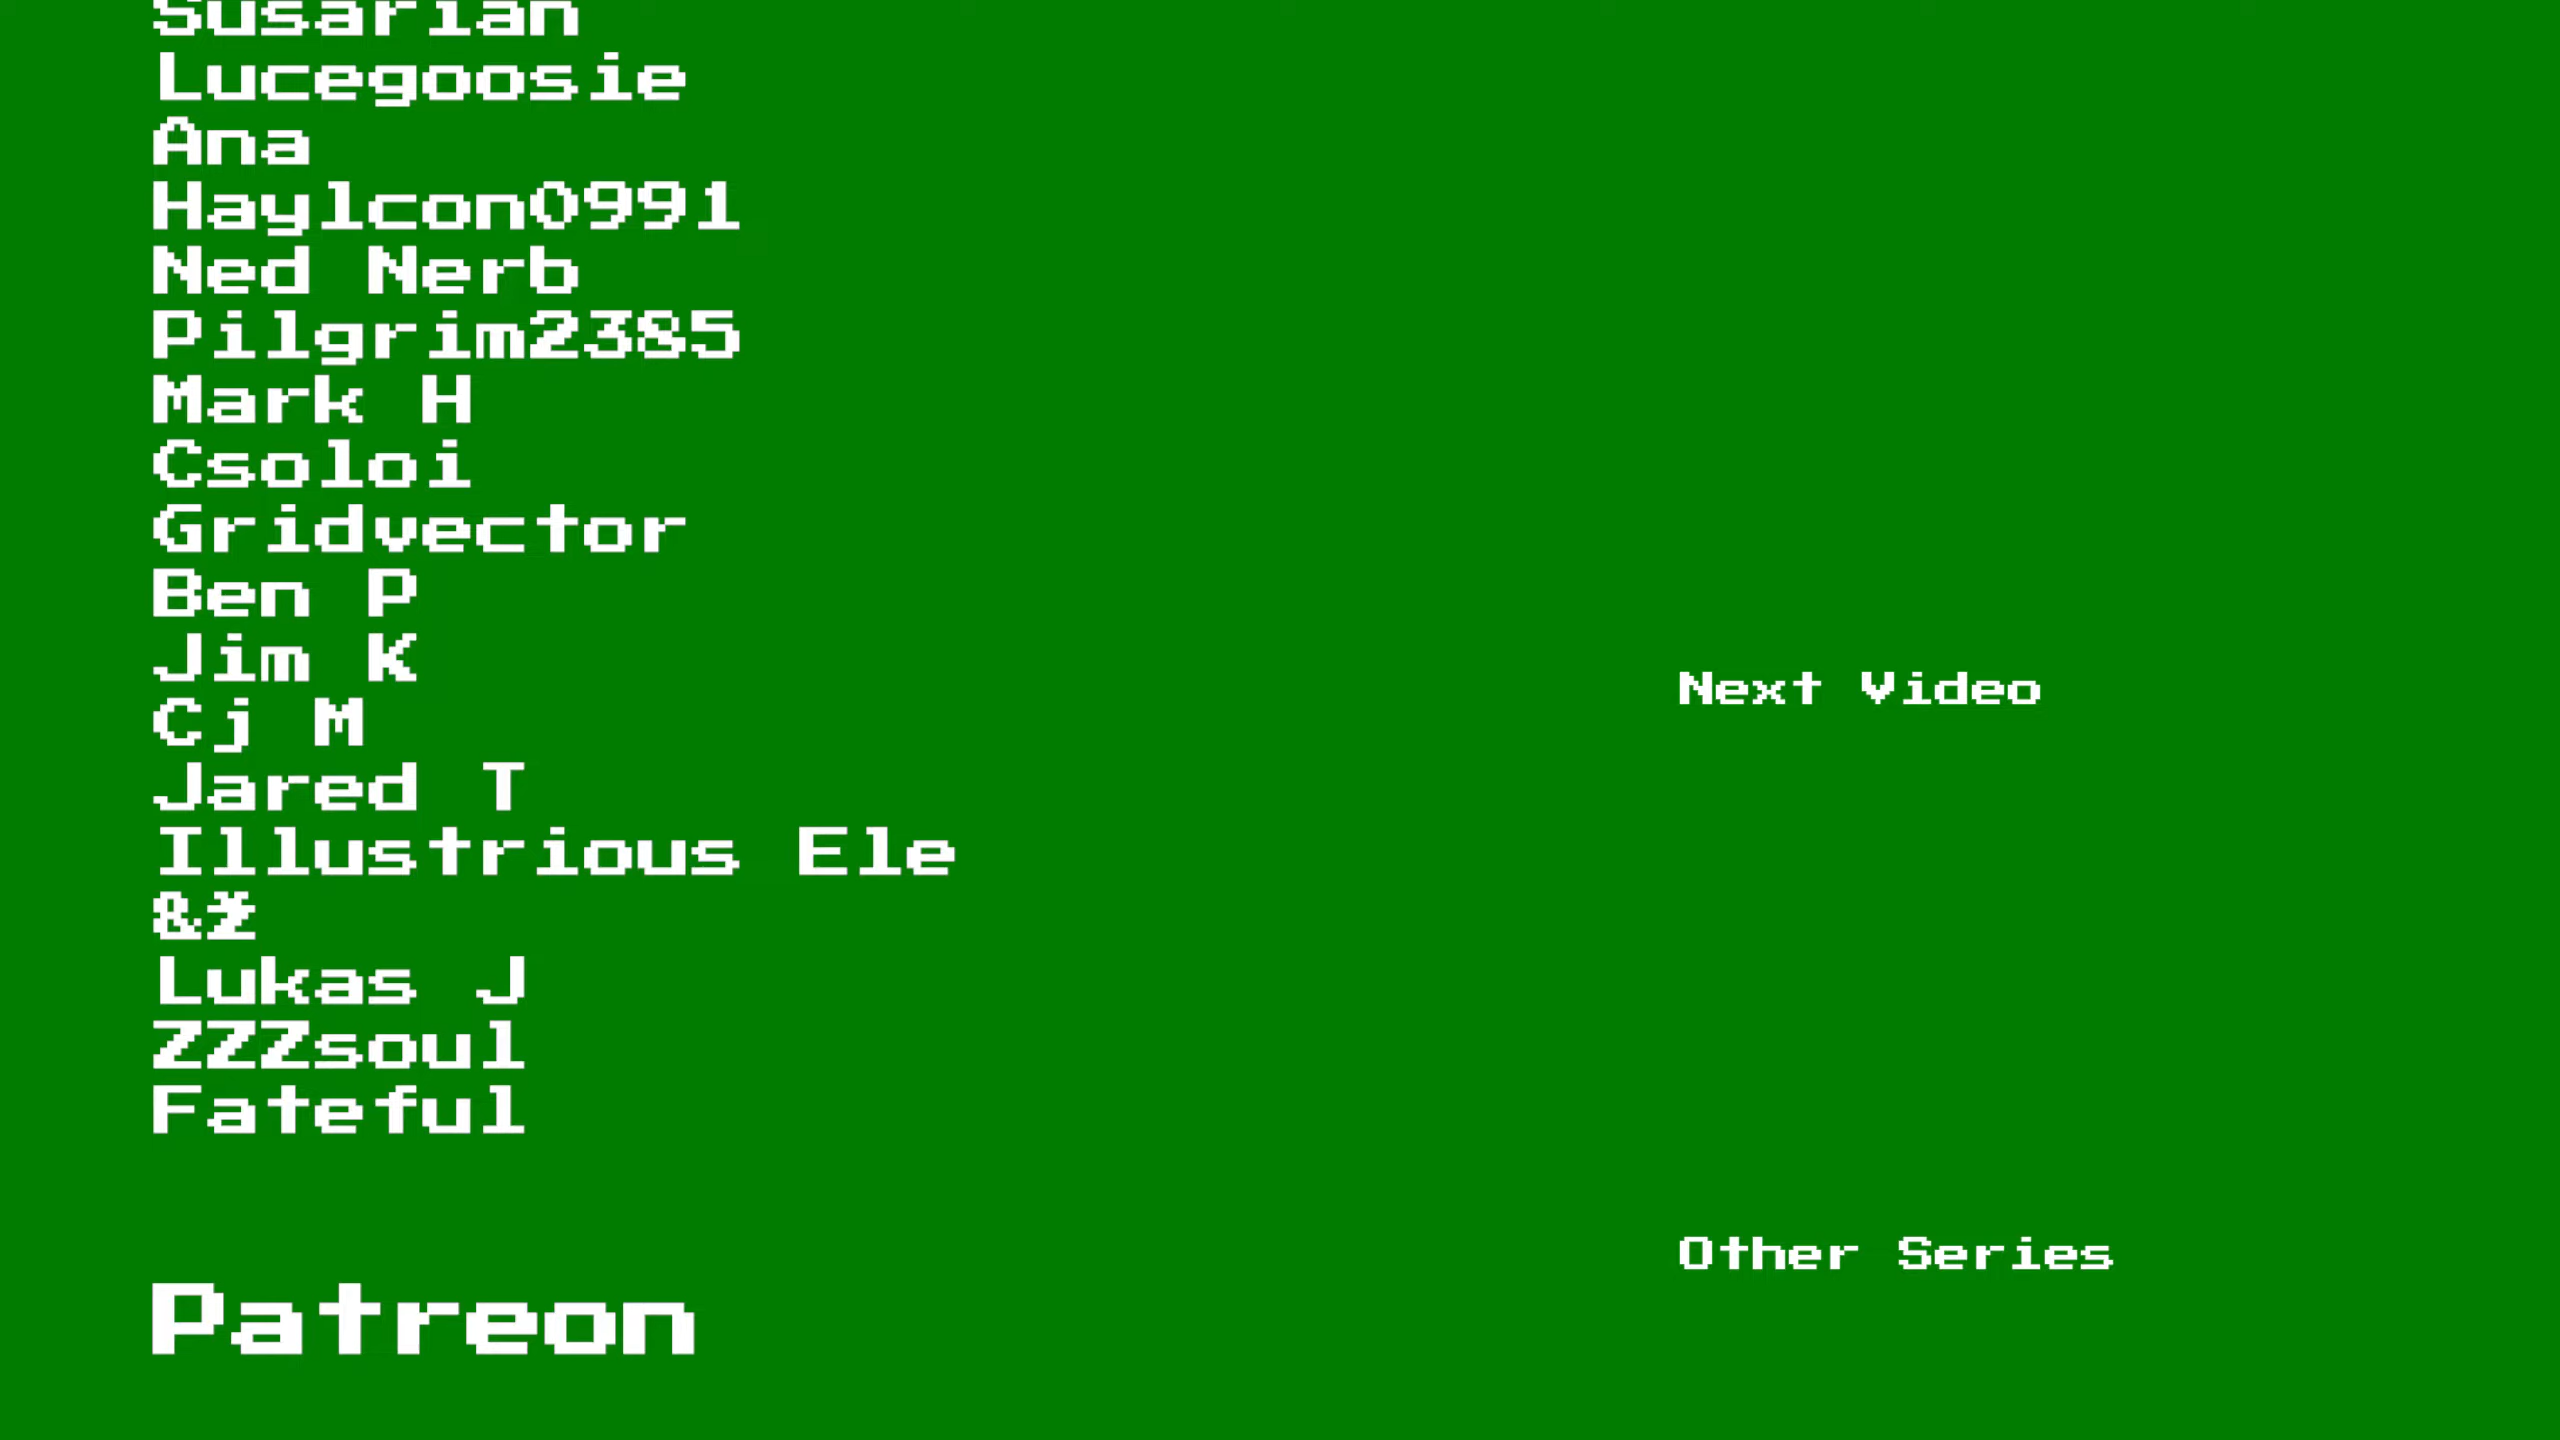 Susarian
Lucegoosie
Ana
Haylcon0991
Ned Nerb
Pilgrim2385
Mark H
Csoloi
Gridvector
Ben P
Jim K
Cj M
Jared T
Illustrious Ele
&ž
Lukas J
ZZZsoul
Fateful
Patreon
Next Video
Other Series